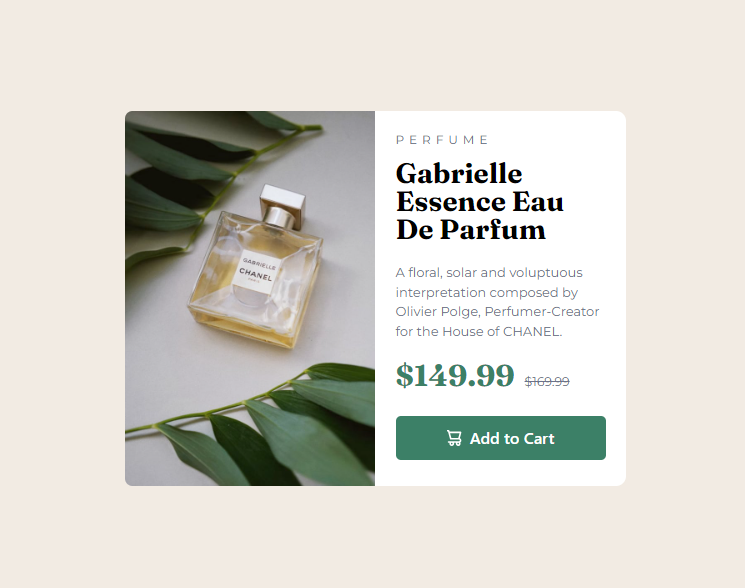 GABRIELLE
CHANEL
PERFUME
Gabrielle
Essence Eau
De Parfum
A floral, solar and voluptuous
interpretation composed by
Olivier Polge, Perfumer-Creator
for the House of CHANEL.
$149.99 $169.99
Add to Cart